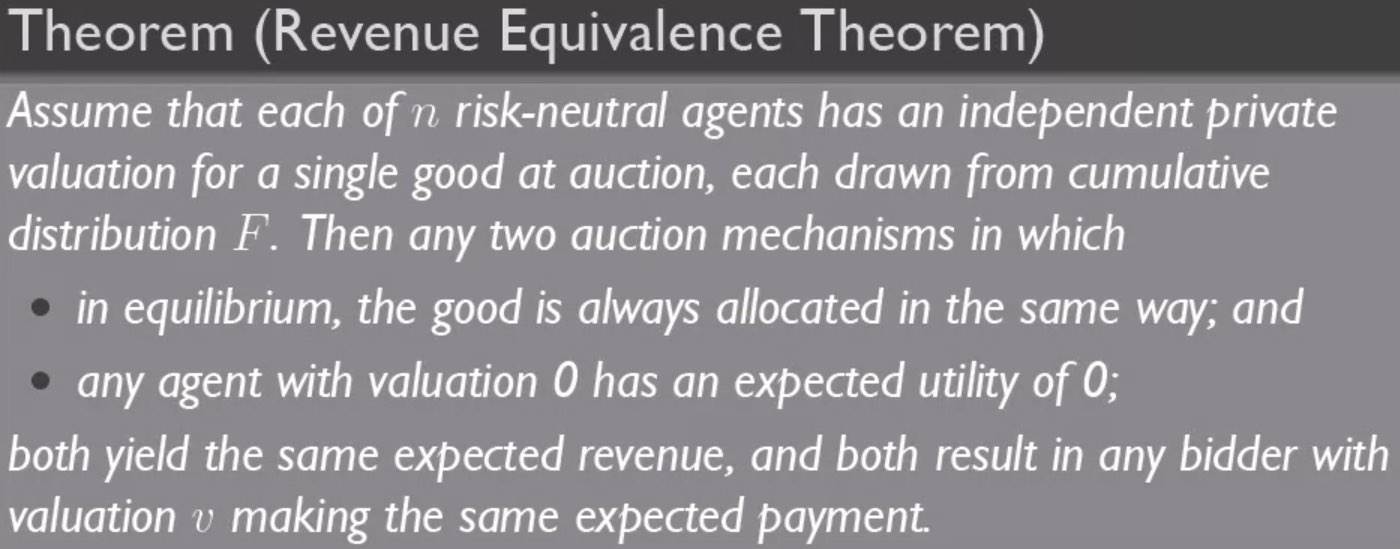 Theorem (Revenue Equivalence Theorem)
Assume that each of n risk-neutral agents has an independent private
valuation for a single good at auction, each drawn from cumulative
distribution F. Then any two auction mechanisms in which
• in equilibrium, the good is always allocated in the same way; and
• any agent with valuation 0 has an expected utility of 0;
both yield the same expected revenue, and both result in any bidder with
valuation v making the same expected payment.